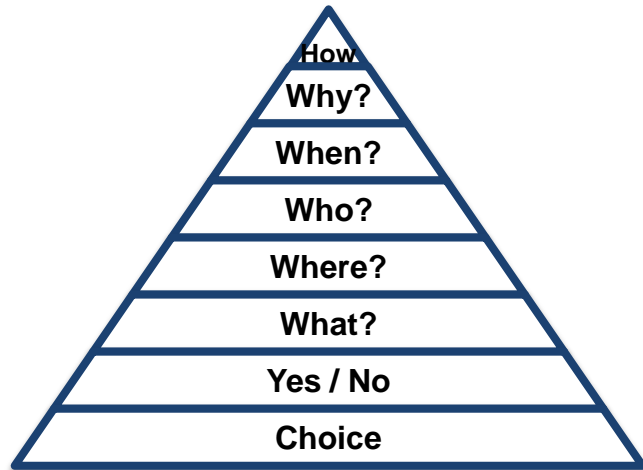 How
Why?
When?
Who?
Where?
What?
Yes / No
Choice